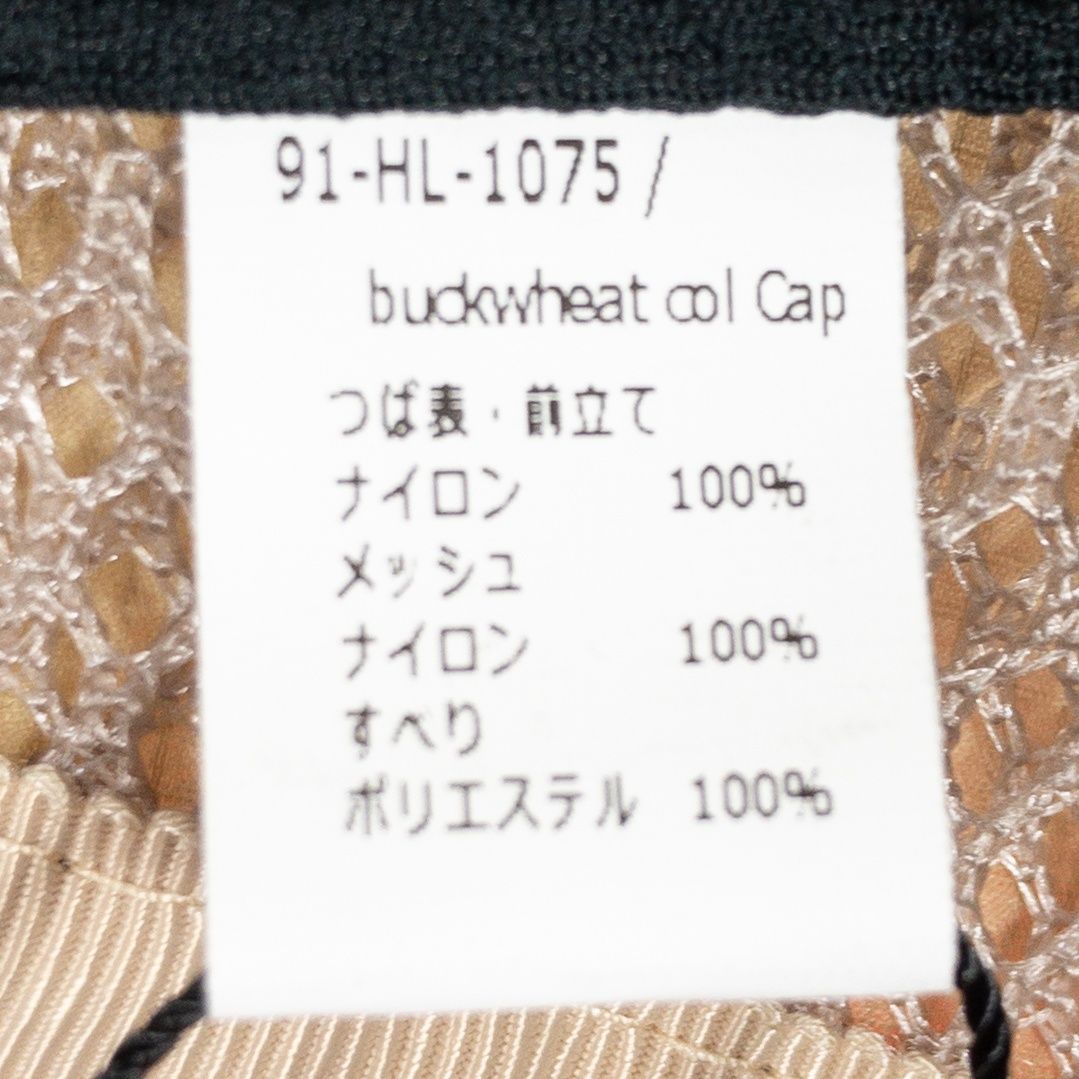 91-HL-1075 /
buckwheat cool Cap
つば表・前立て
ナイロン 100%
メッシュ
ナイロン 100%
すべり
ポリエステル 100%